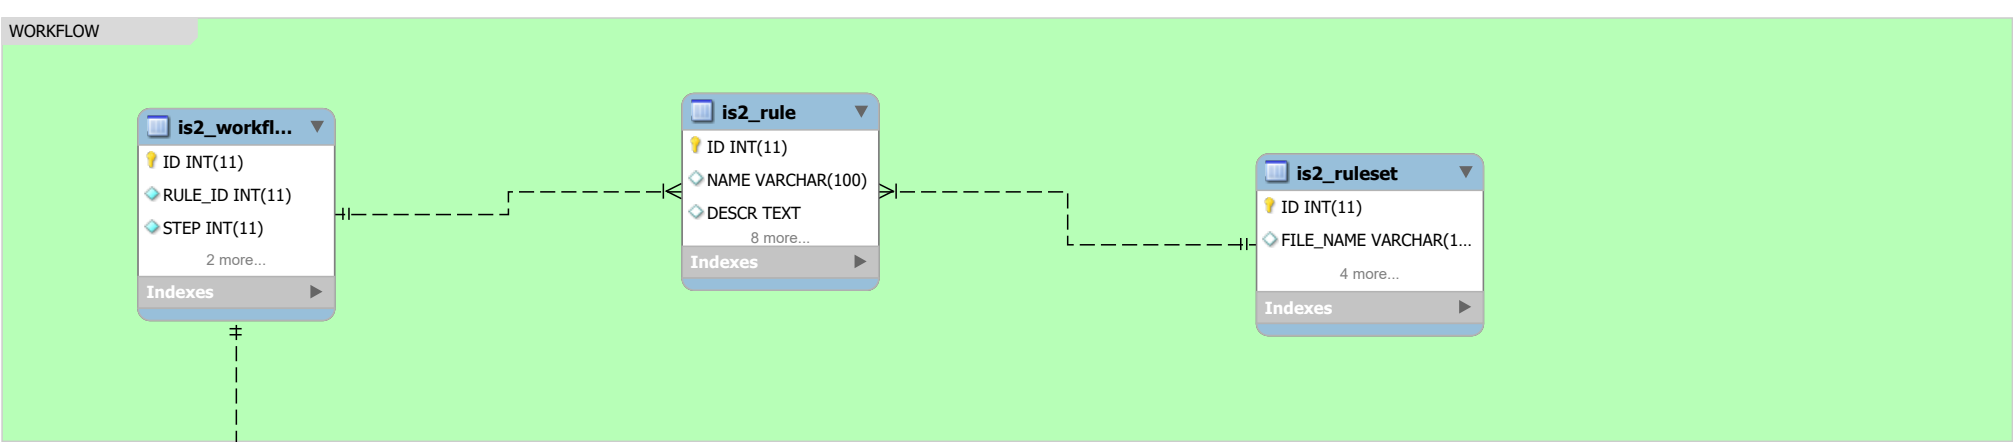 WORKFLOW
is2_workfl...
ID INT(11)
RULE_ID INT(11)
STEP INT(11)
2 more...
Indexes
is2_rule
ID INT(11)
NAME VARCHAR(100)
DESCR TEXT
8 more...
Indexes
is2_ruleset
ID INT(11)
FILE_NAME VARCHAR(1...
4 more...
Indexes